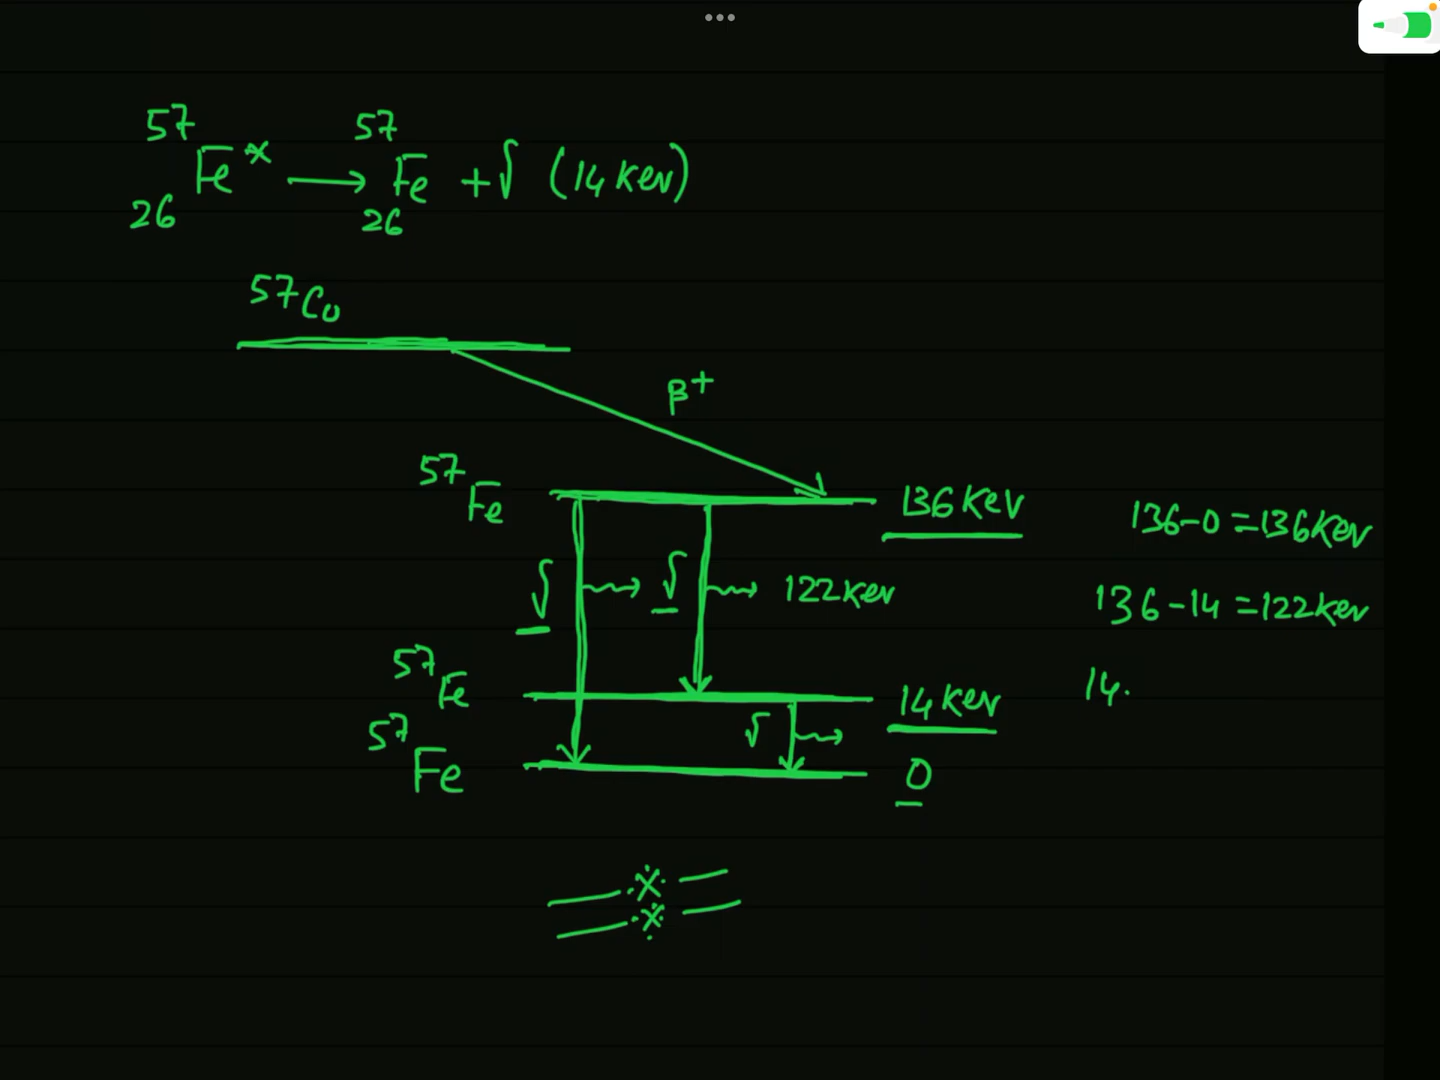 57 Fe* 26 → 57 Fe 26 + γ (14 Kev)
57Co
β+
57 Fe
136 KeV
136-0 = 136 Kev
γ γ 122 Kev
136 - 14 = 122 Kev
57 Fe
14 Kev
14.
γ
57 Fe
0